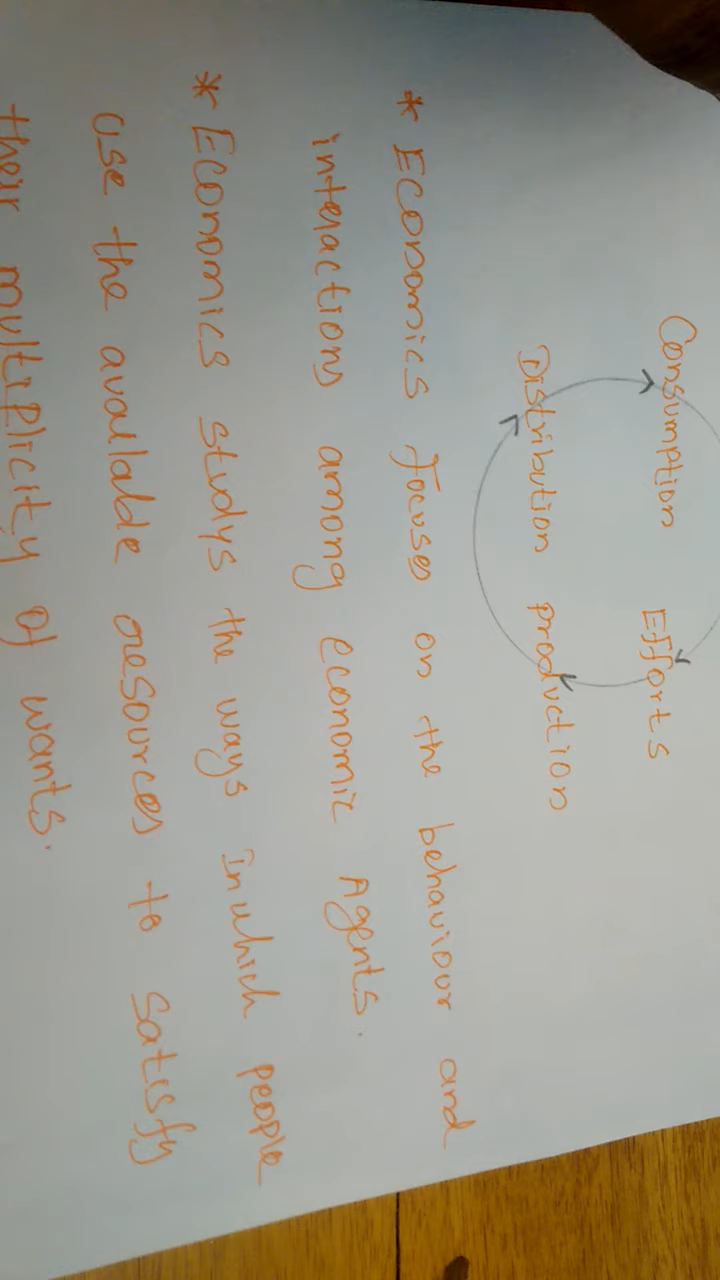 Consumption Efforts
Distribution production
* Economics focuses on the behaviour and
interactions among economic Agents.
* Economics studys the ways In which people
use the available resources to satisfy
their multiplicity of wants.